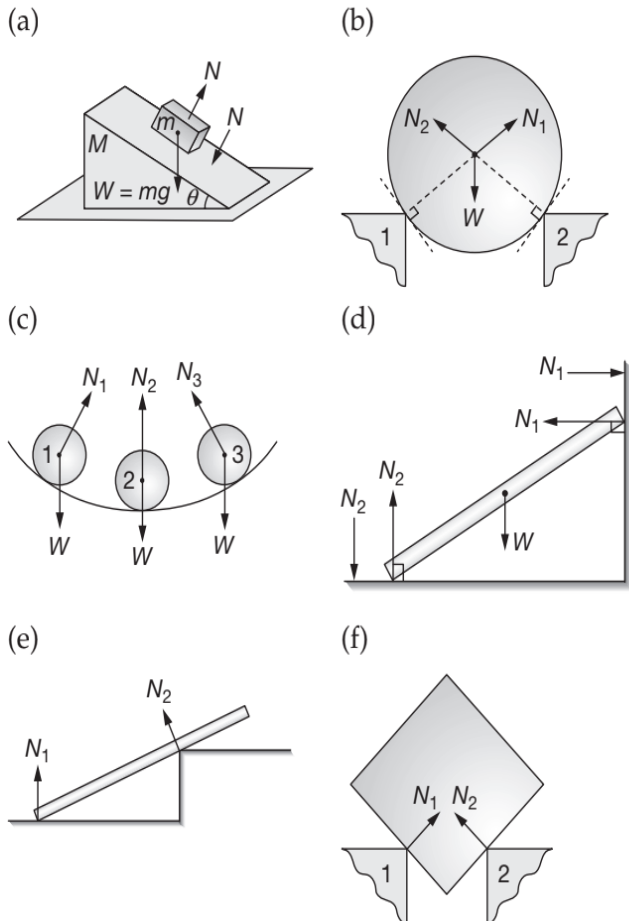 (a)
N
N
m
M
W = mg
θ
(b)
N₂
N₁
W
1
2
(c)
N₁
N₂
N₃
1
2
3
W
W
W
(d)
N₁
N₁
N₂
N₂
W
(e)
N₂
N₁
(f)
N₁
N₂
1
2